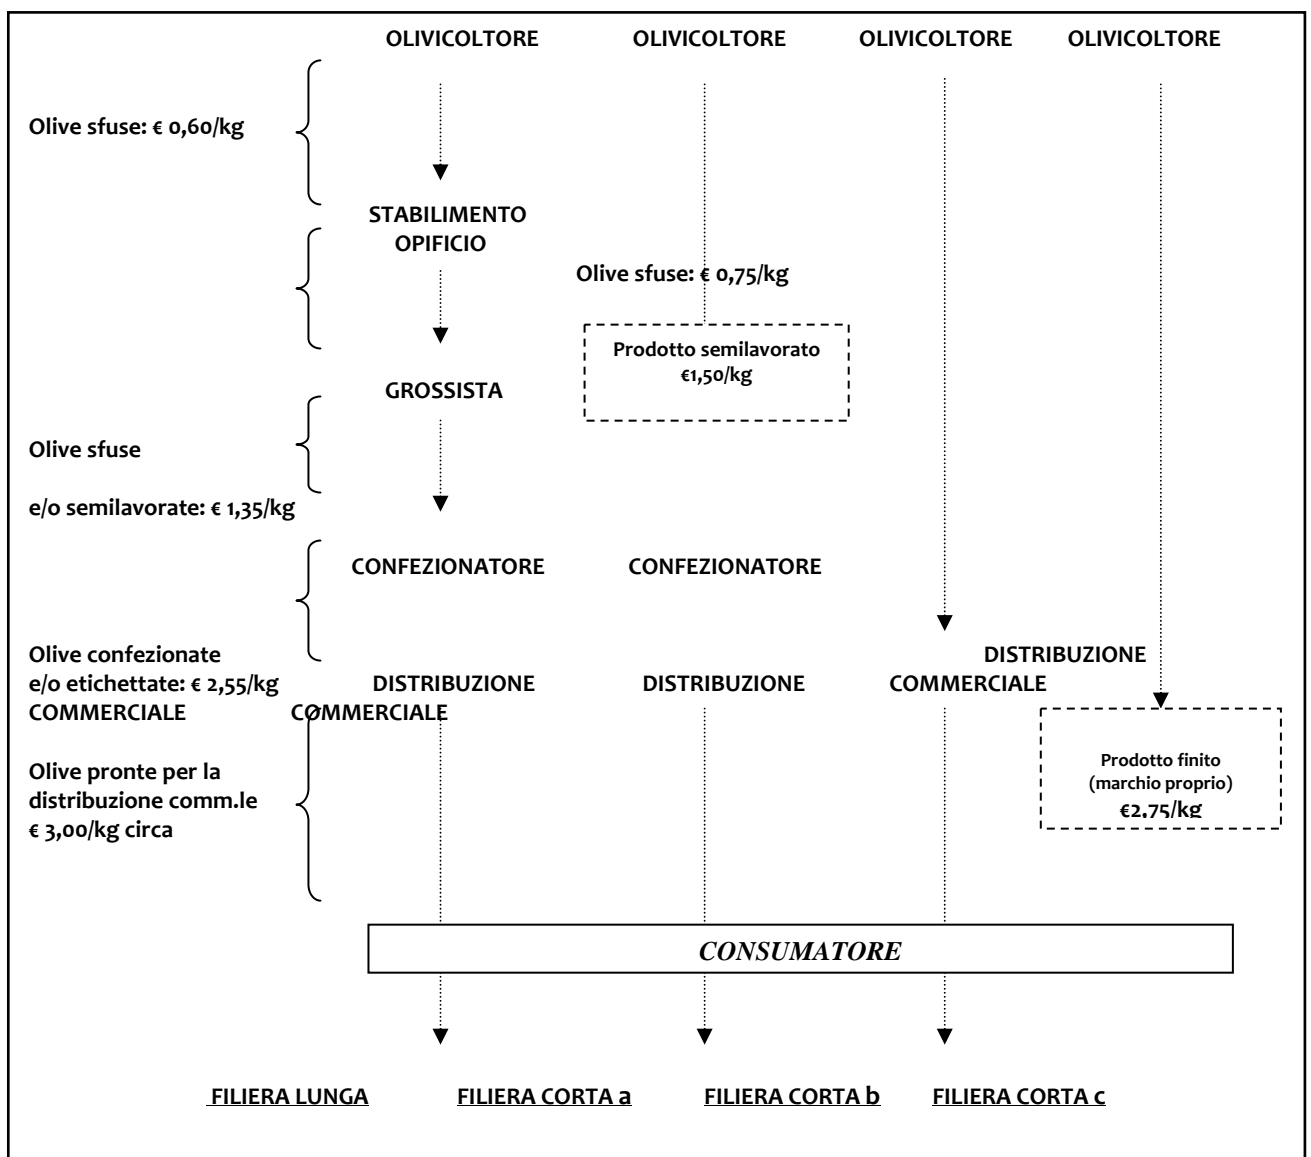 OLIVICOLTORE OLIVICOLTORE OLIVICOLTORE OLIVICOLTORE
Olive sfuse: € 0,60/kg
STABILIMENTO
OPIFICIO
Olive sfuse: € 0,75/kg
Prodotto semilavorato
€1,50/kg
GROSSISTA
Olive sfuse
e/o semilavorate: € 1,35/kg
CONFEZIONATORE CONFEZIONATORE
Olive confezionate DISTRIBUZIONE
e/o etichettate: € 2,55/kg DISTRIBUZIONE DISTRIBUZIONE COMMERCIALE
COMMERCIALE COMMERCIALE
Prodotto finito
Olive pronte per la
(marchio proprio)
distribuzione comm.le
€2,75/kg
€ 3,00/kg circa
CONSUMATORE
FILIERA LUNGA FILIERA CORTA a FILIERA CORTA b FILIERA CORTA c